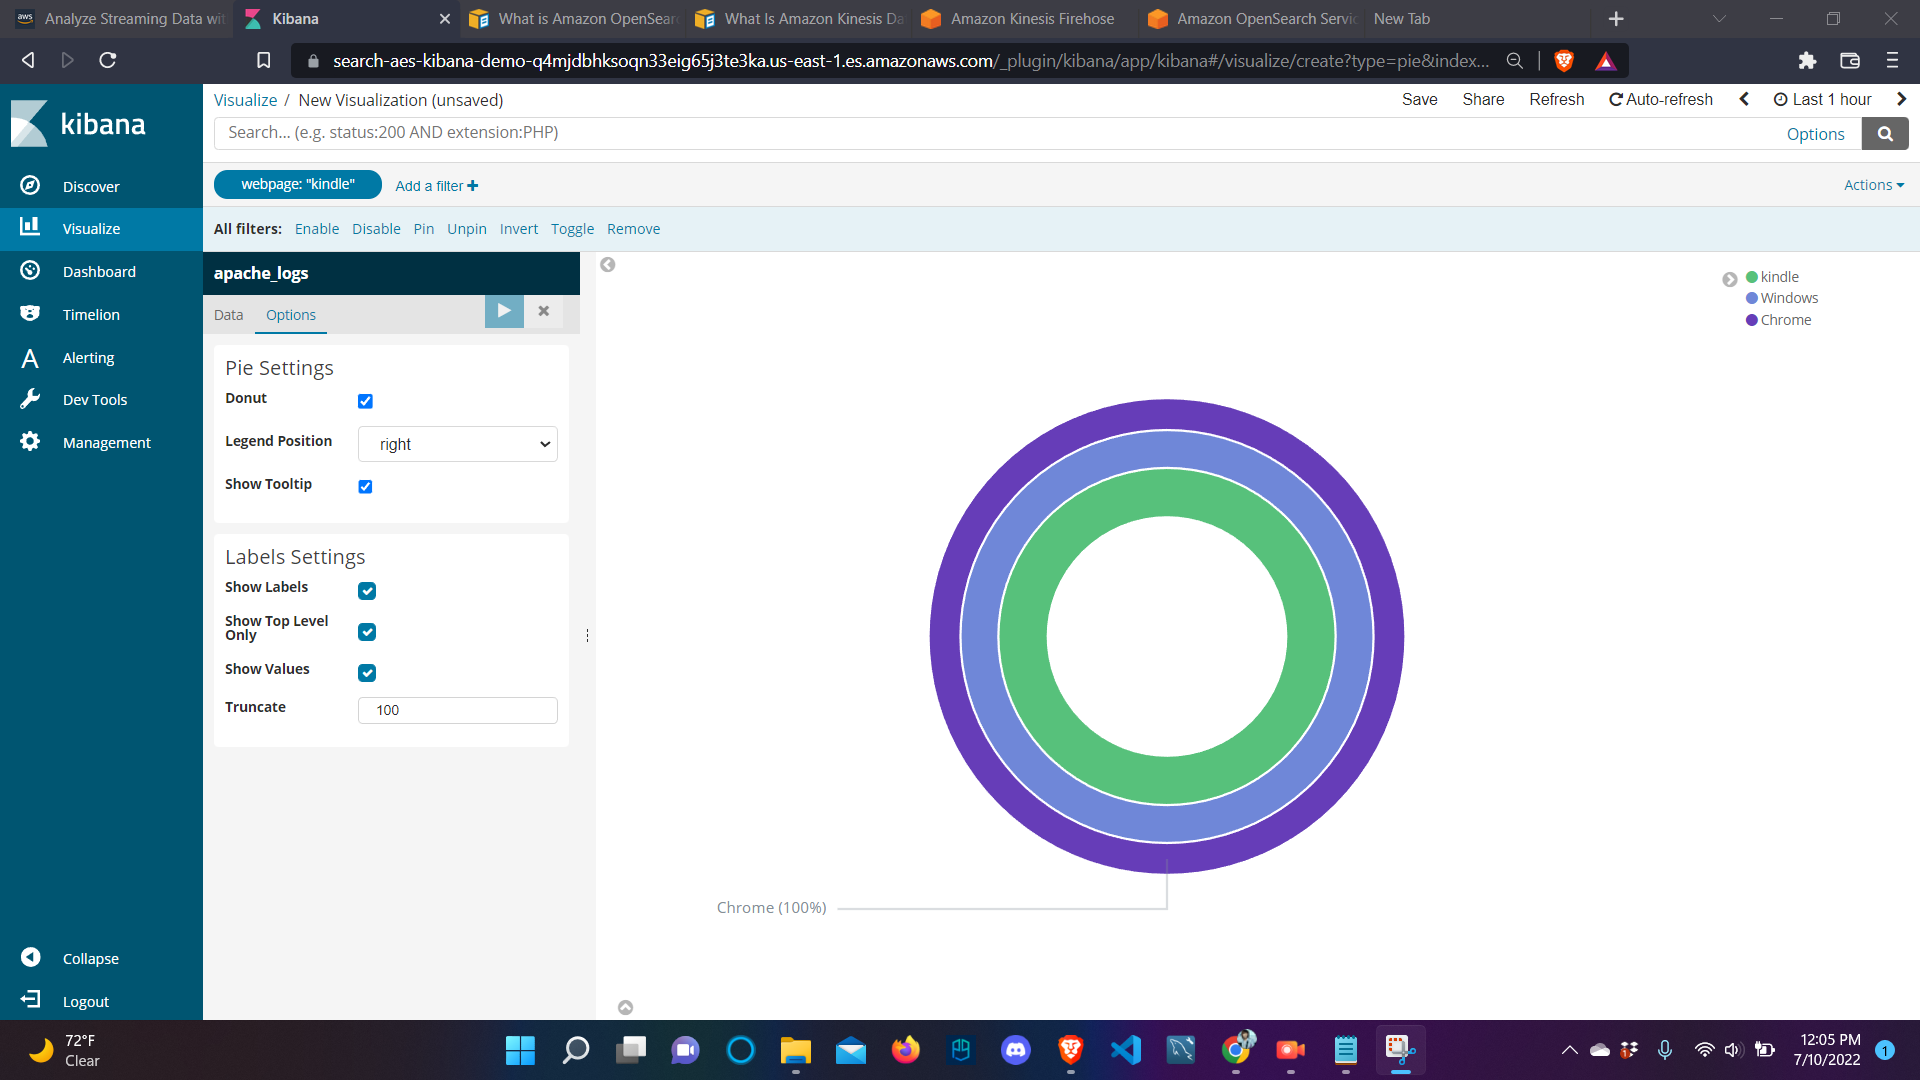 aws Analyze Streaming Data wit
Kibana
What is Amazon OpenSear
What Is Amazon Kinesis Da
Amazon Kinesis Firehose
Amazon OpenSearch Servic
New Tab
search-aes-kibana-demo-q4mjdbhksoqn33eig65j3te3ka.us-east-1.es.amazonaws.com/_plugin/kibana/app/kibana#/visualize/create?type=pie&index...
kibana
Discover
Visualize
Dashboard
Timelion
A Alerting
Dev Tools
Management
Collapse
Logout
Visualize / New Visualization (unsaved)
Save Share Refresh Auto-refresh Last 1 hour
Search... (e.g. status:200 AND extension:PHP)
Options
webpage: "kindle" Add a filter +
Actions
All filters: Enable Disable Pin Unpin Invert Toggle Remove
apache_logs
Data Options
Pie Settings
Donut
Legend Position right
Show Tooltip
Labels Settings
Show Labels
Show Top Level
Only
Show Values
Truncate 100
kindle
Windows
Chrome
Chrome (100%)
72°F
Clear
12:05 PM
7/10/2022
1